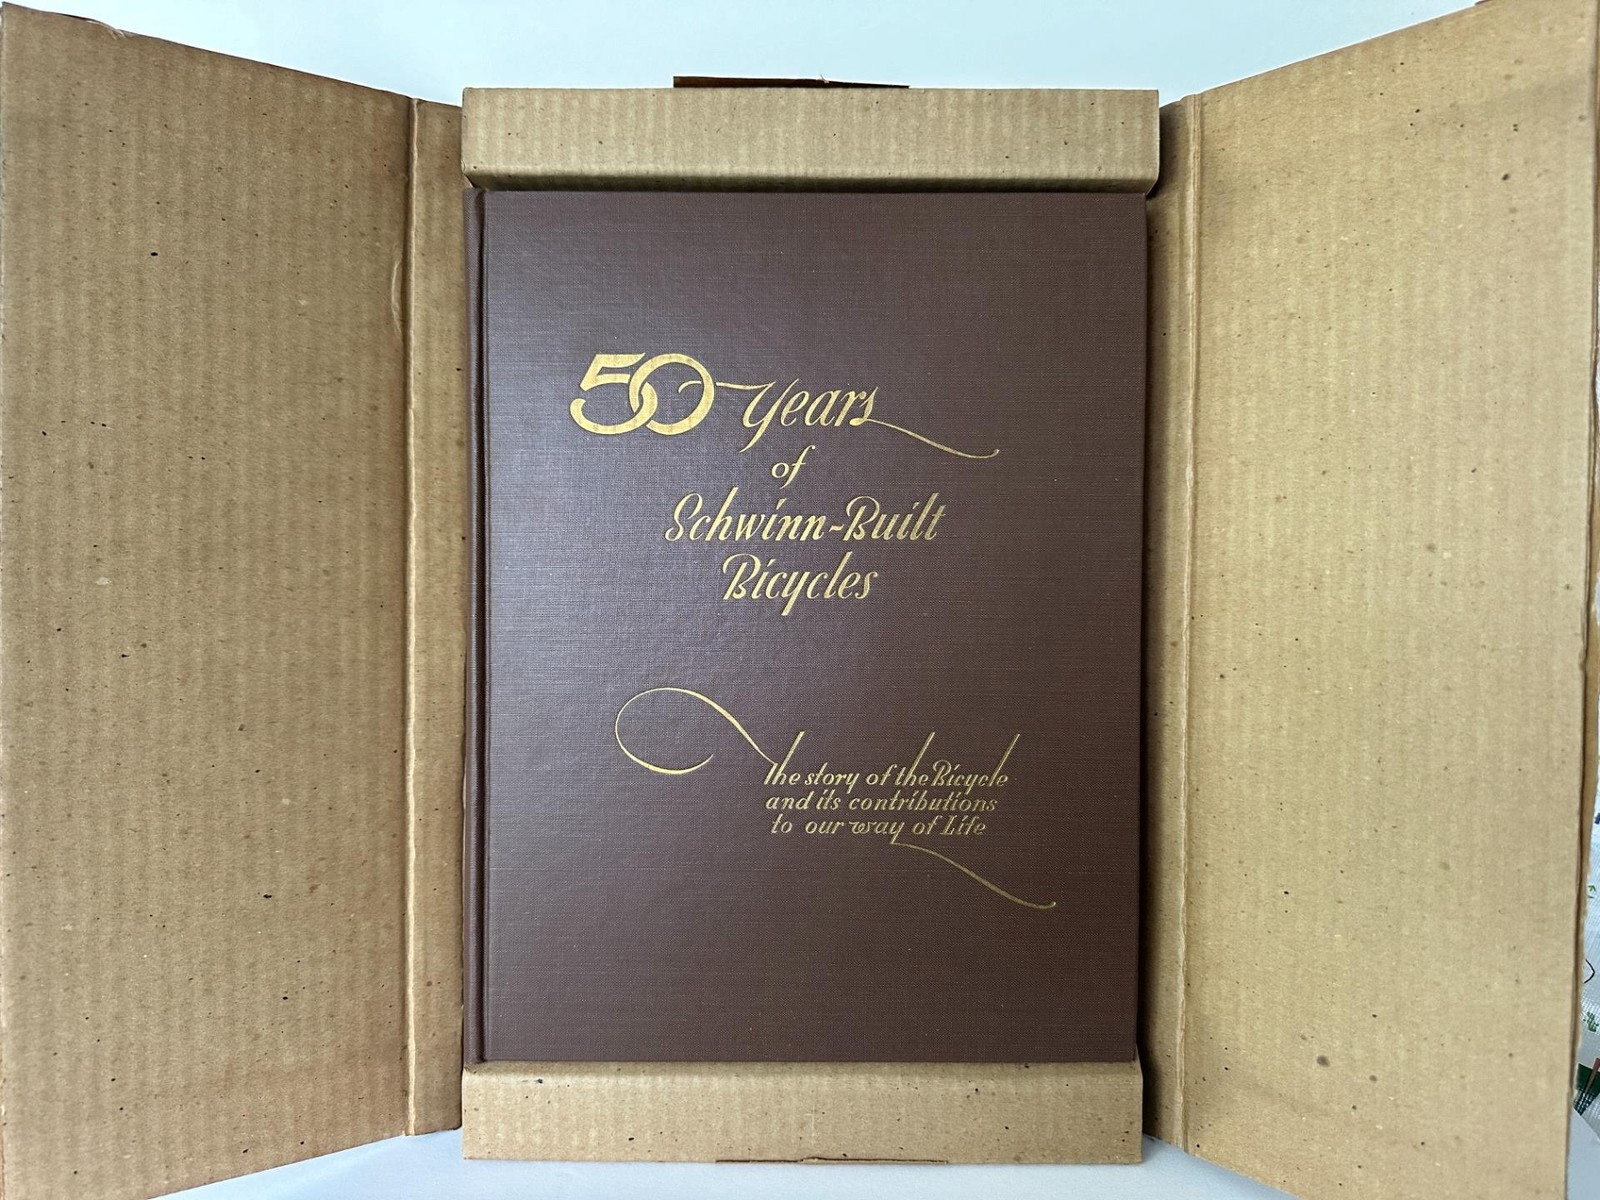 50 Years
of
Schwinn-Built
Bicycles
The story of the Bicycle
and its contributions
to our way of Life